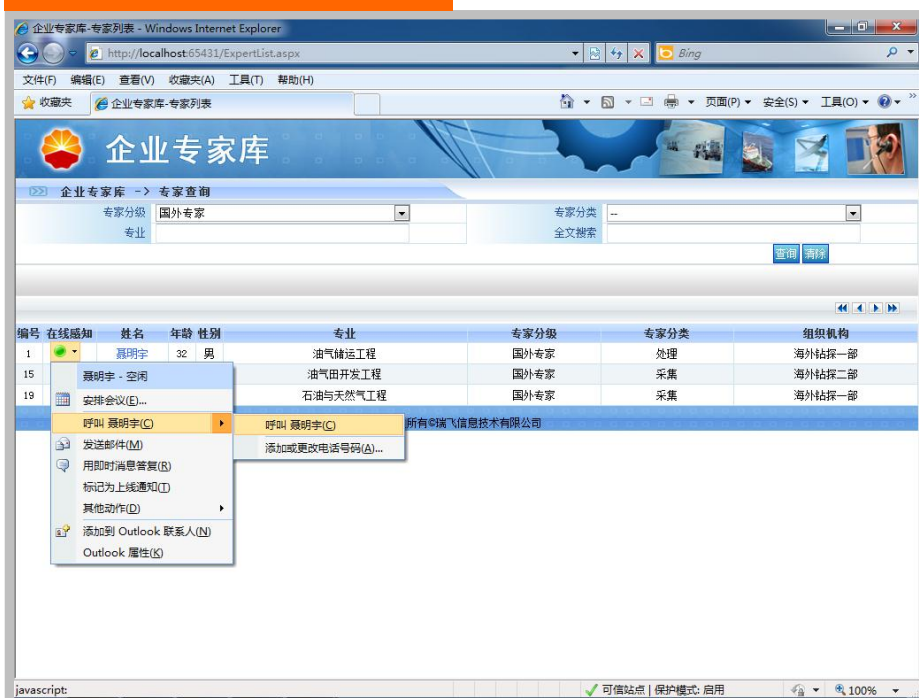 企业专家库-专家列表 - Windows Internet Explorer
http://localhost:65431/ExpertList.aspx
Bing
文件(F) 编辑(E) 查看(V) 收藏夹(A) 工具(T) 帮助(H)
收藏夹 企业专家库-专家列表 页面(P) 安全(S) 工具(O)
企业专家库
企业专家库 -> 专家查询
专家分级 国外专家 专家分类 --
专业 全文搜索
查询 清除
编号 在线感知 姓名 年龄 性别 专业 专家分级 专家分类 组织机构
1 聂明宇 32 男 油气储运工程 国外专家 处理 海外钻探一部
15 油气田开发工程 国外专家 采集 海外钻探二部
19 石油与天然气工程 国外专家 采集 海外钻探一部
所有©瑞飞信息技术有限公司
聂明宇 - 空闲
安排会议(E)...
呼叫 聂明宇(C)
发送邮件(M)
用即时消息答复(R)
标记为上线通知(T)
其他动作(D)
添加到 Outlook 联系人(N)
Outlook 属性(K)
呼叫 聂明宇(C)
添加或更改电话号码(A)...
javascript: 可信站点 | 保护模式: 启用 100%